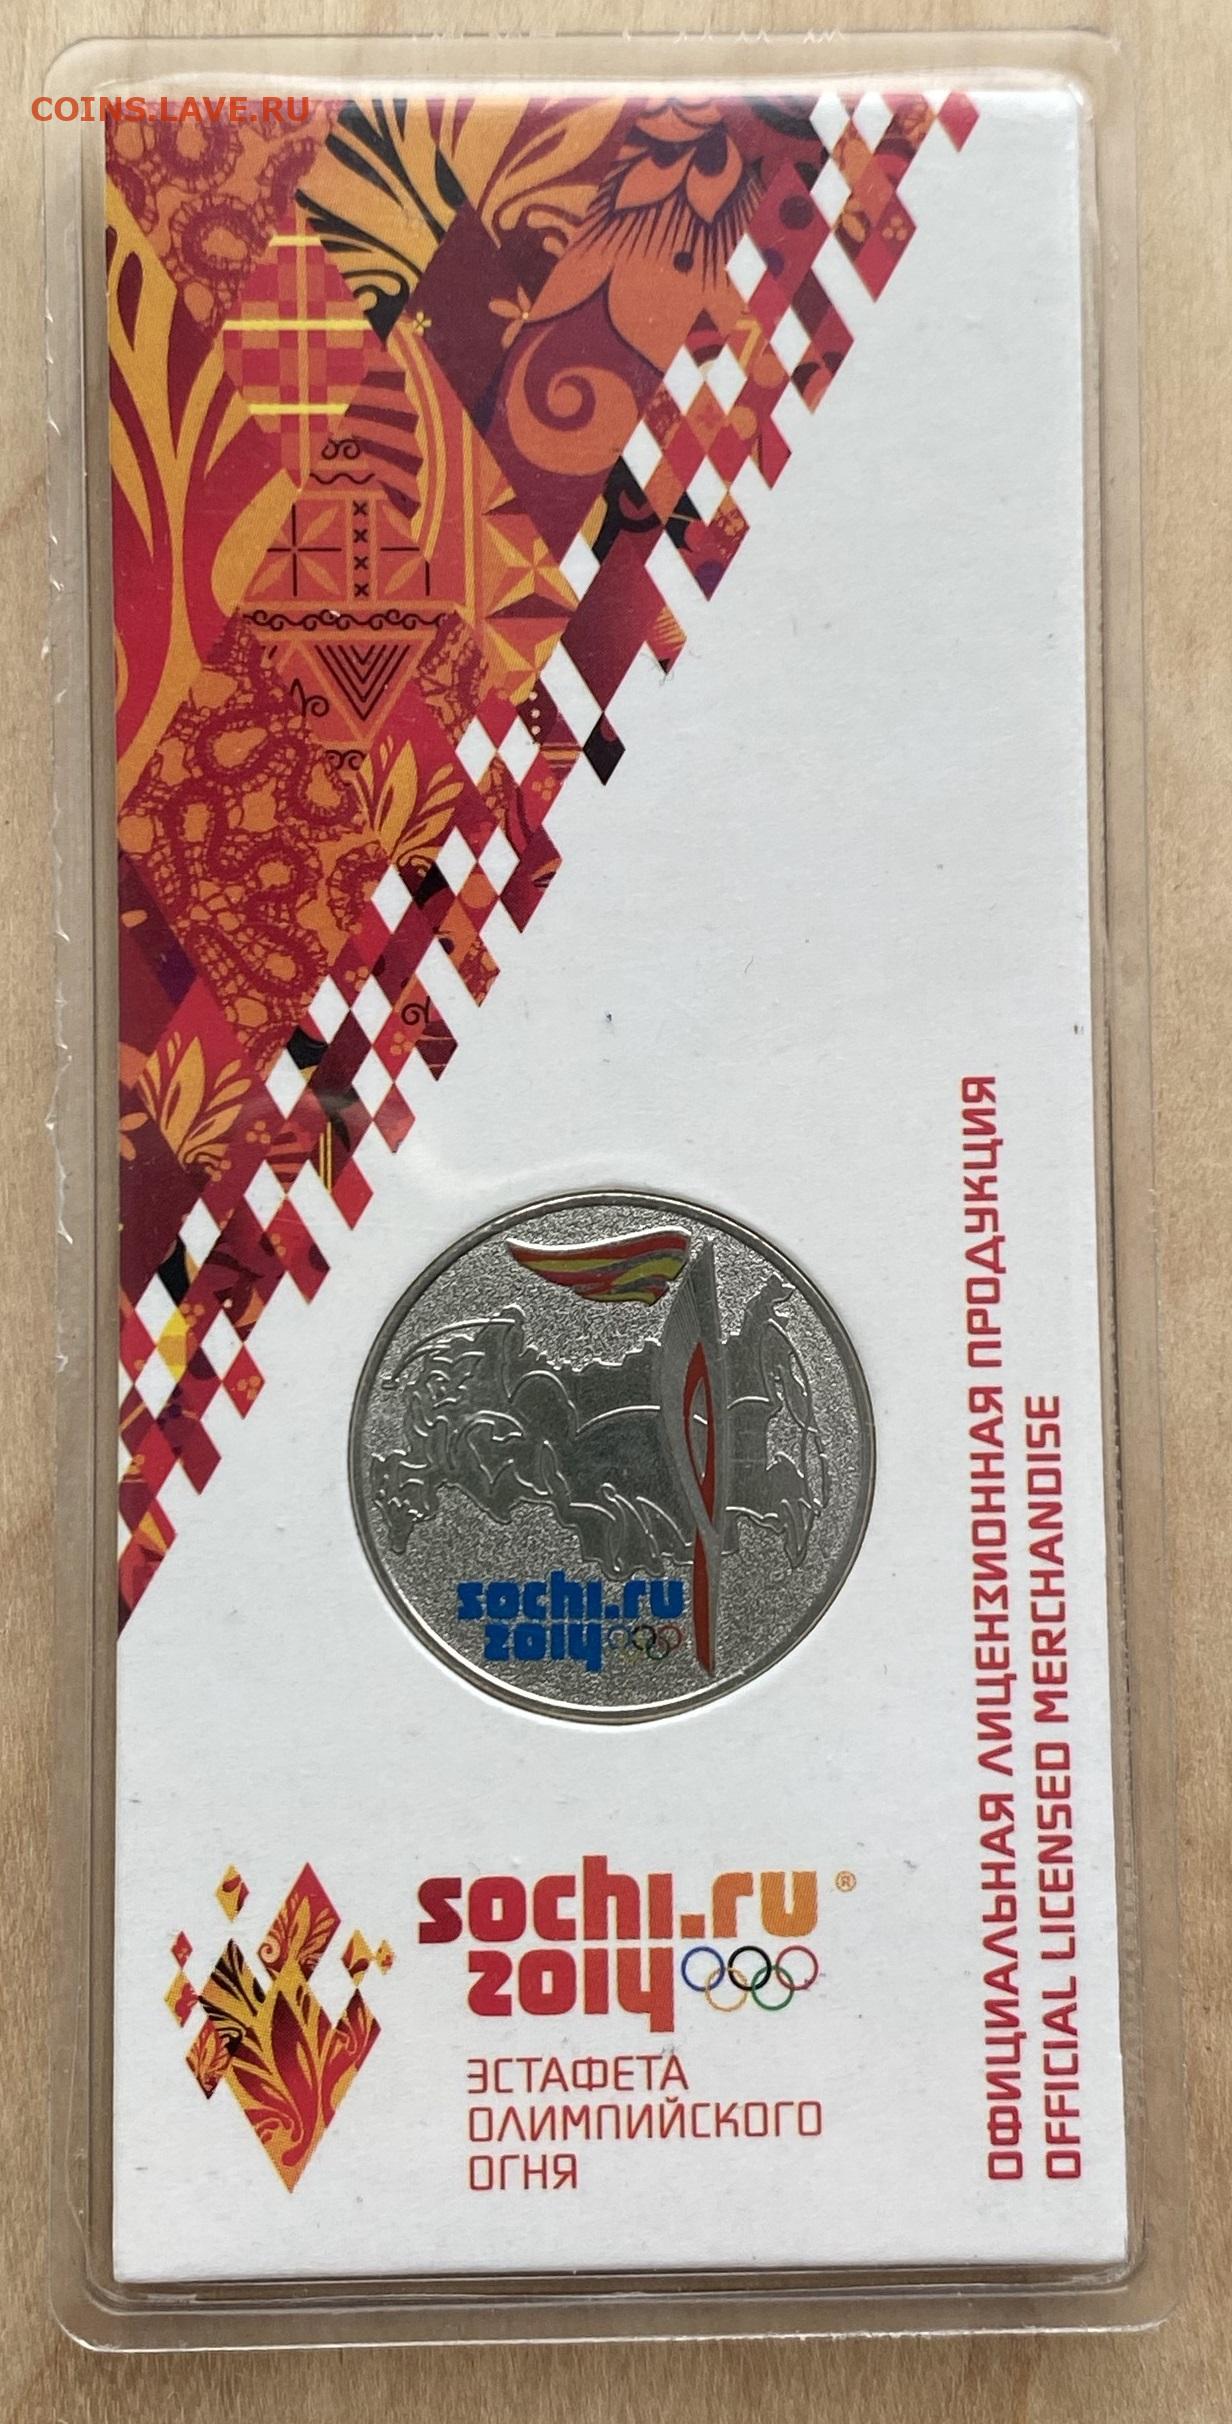 COINS.LAVE.RU
sochi.ru
2014
sochi.ru ®
2014
ЭСТАФЕТА
ОЛИМПИЙСКОГО
ОГНЯ
ОФИЦИАЛЬНАЯ ЛИЦЕНЗИОННАЯ ПРОДУКЦИЯ
OFFICIAL LICENSED MERCHANDISE